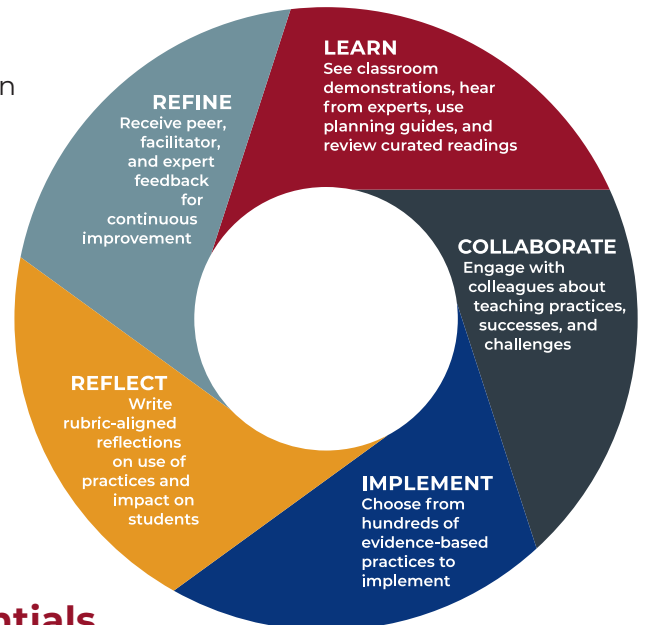 n
LEARN
See classroom
demonstrations, hear
from experts, use
planning guides, and
review curated readings
COLLABORATE
Engage with
colleagues about
teaching practices,
successes, and
challenges
IMPLEMENT
Choose from
hundreds of
evidence-based
practices to
implement
REFLECT
Write
rubric-aligned
reflections
on use of
practices and
impact on
students
REFINE
Receive peer,
facilitator,
and expert
feedback
for
continuous
improvement
ntials